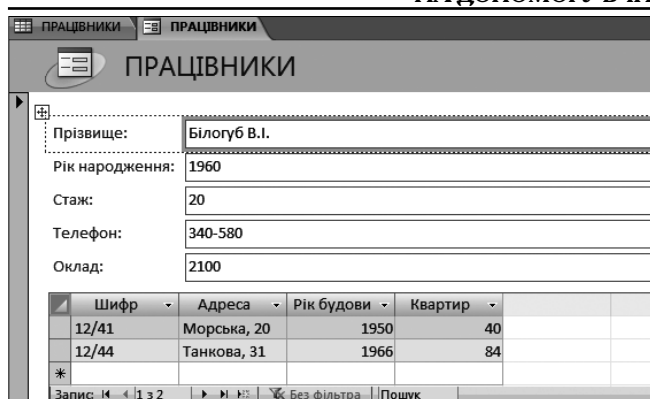 ПРАЦІВНИКИ ПРАЦІВНИКИ
ПРАЦІВНИКИ
Прізвище: Білогуб В.І.
Рік народження: 1960
Стаж: 20
Телефон: 340-580
Оклад: 2100
Шифр Адреса Рік будови Квартир
12/41 Морська, 20 1950 40
12/44 Танкова, 31 1966 84
Запис: 1 з 2 Без фільтра Пошук